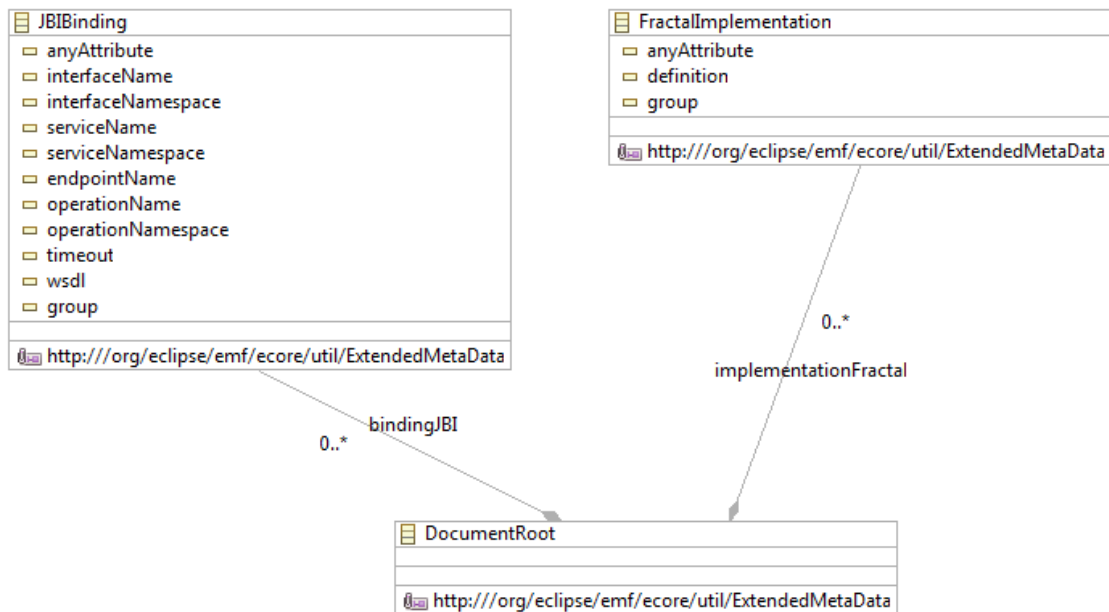 JBIBinding
anyAttribute
interfaceName
interfaceNamespace
serviceName
serviceNamespace
endpointName
operationName
operationNamespace
timeout
wsdl
group
http:///org/eclipse/emf/ecore/util/ExtendedMetaData
FractalImplementation
anyAttribute
definition
group
http:///org/eclipse/emf/ecore/util/ExtendedMetaData
0..*
implementationFractal
bindingJBI
0..*
DocumentRoot
http:///org/eclipse/emf/ecore/util/ExtendedMetaData